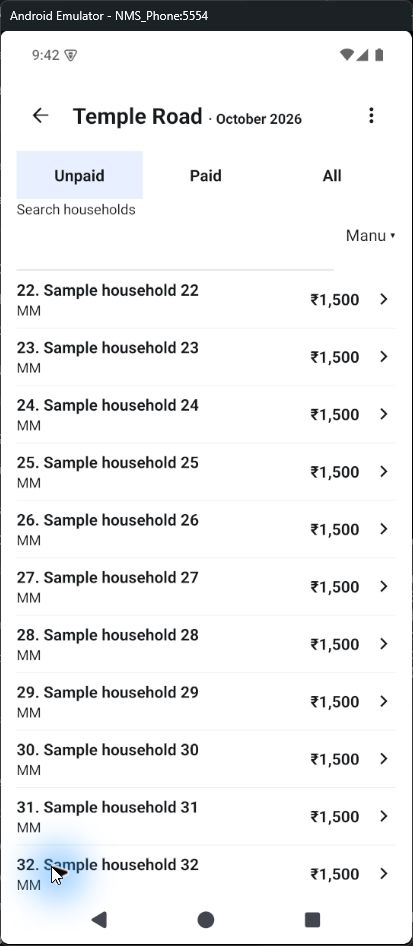 Android Emulator - NMS_Phone:5554
9:42
Temple Road · October 2026
Unpaid Paid All
Search households
Manu ▾
22. Sample household 22
MM
₹1,500
23. Sample household 23
MM
₹1,500
24. Sample household 24
MM
₹1,500
25. Sample household 25
MM
₹1,500
26. Sample household 26
MM
₹1,500
27. Sample household 27
MM
₹1,500
28. Sample household 28
MM
₹1,500
29. Sample household 29
MM
₹1,500
30. Sample household 30
MM
₹1,500
31. Sample household 31
MM
₹1,500
32. Sample household 32
MM
₹1,500